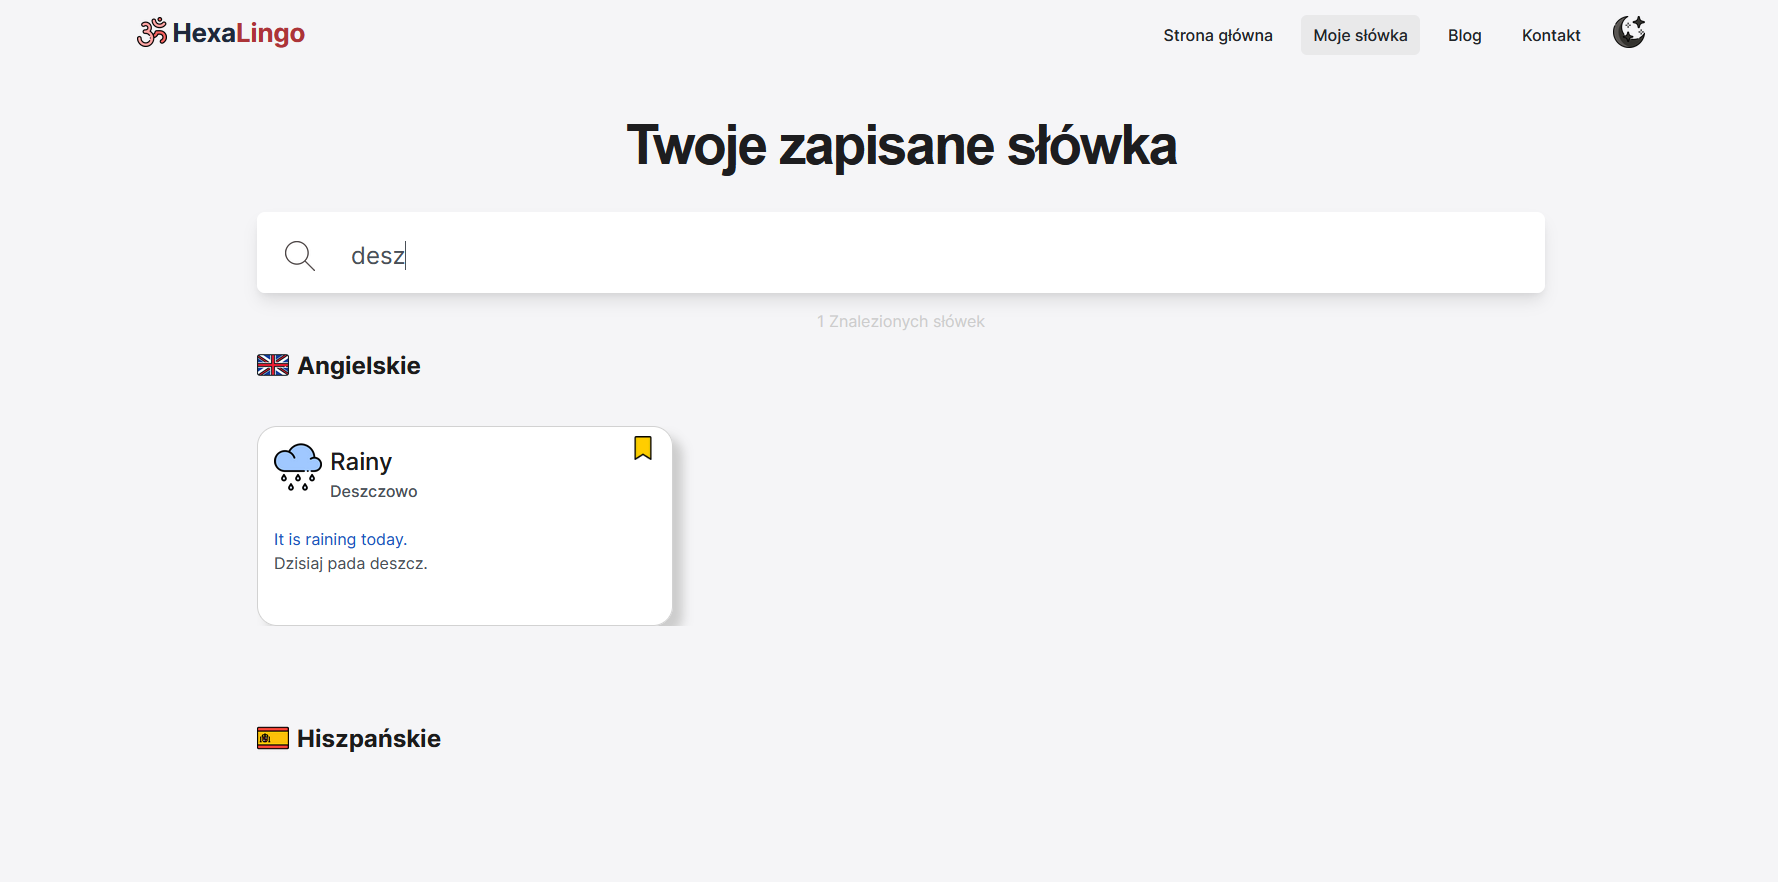 HexaLingo
Strona główna Moje słówka Blog Kontakt
Twoje zapisane słówka
desz
1 Znalezionych słówek
Angielskie
Rainy
Deszczowo
It is raining today.
Dzisiaj pada deszcz.
Hiszpańskie